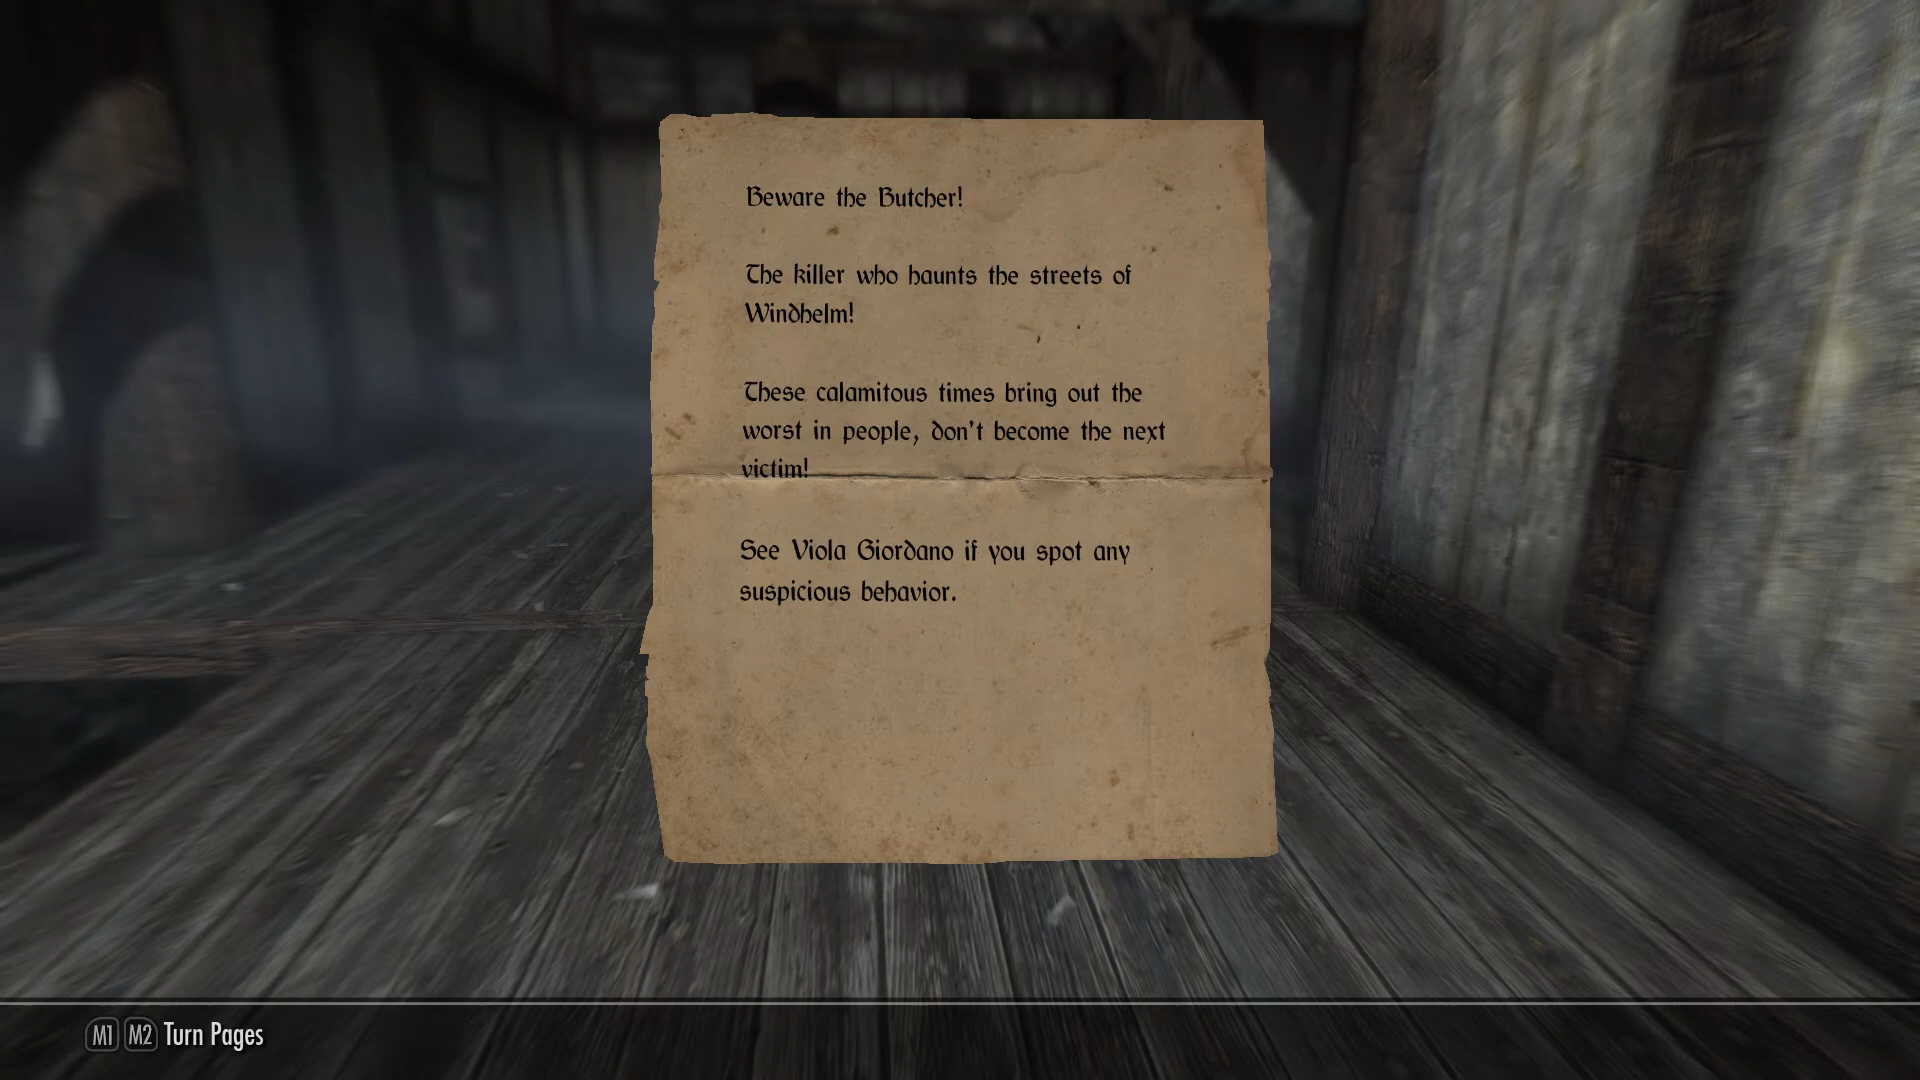 Beware the Butcher!
The killer who haunts the streets of
Windhelm!
These calamitous times bring out the
worst in people, don't become the next
victim!
See Viola Giordano if you spot any
suspicious behavior.
M1 M2 Turn Pages